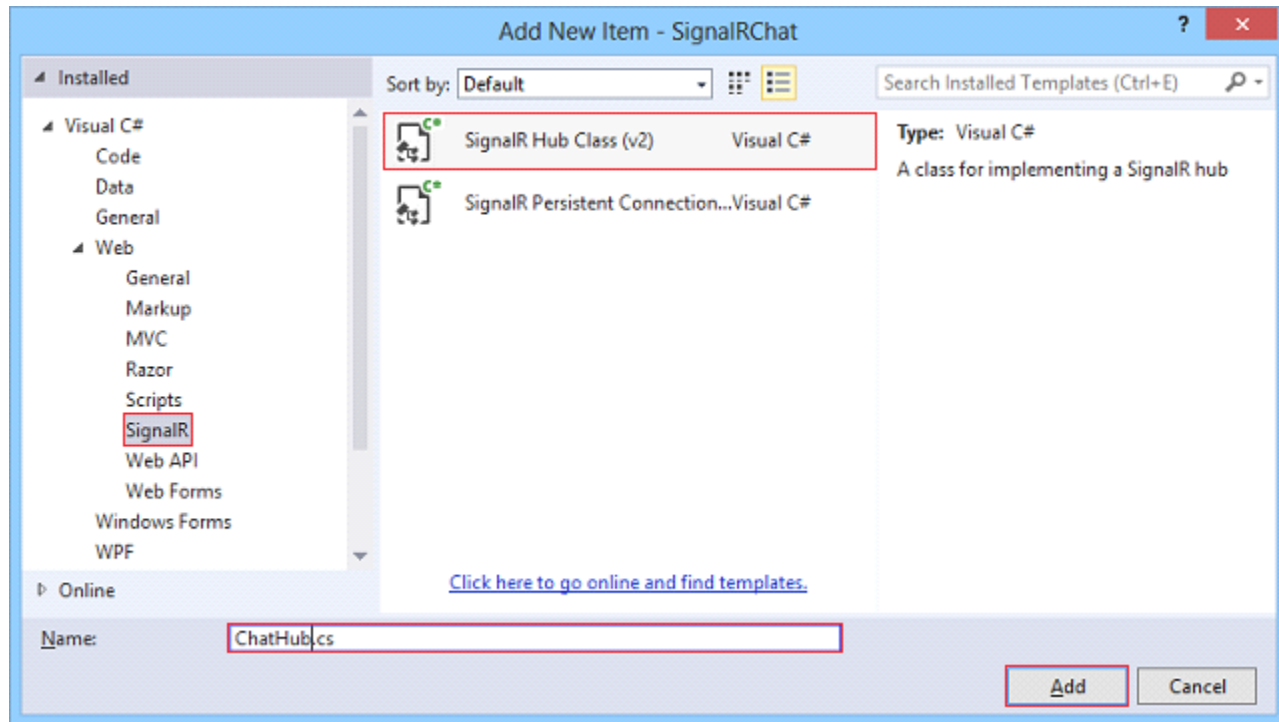 Add New Item - SignalRChat
?
Installed
Sort by: Default
Search Installed Templates (Ctrl+E)
Visual C#
Code
Data
General
Web
General
Markup
MVC
Razor
Scripts
SignalR
Web API
Web Forms
Windows Forms
WPF
Online
C#
SignalR Hub Class (v2) Visual C#
C#
SignalR Persistent Connection...Visual C#
Click here to go online and find templates.
Type: Visual C#
A class for implementing a SignalR hub
Name: ChatHub.cs
Add Cancel